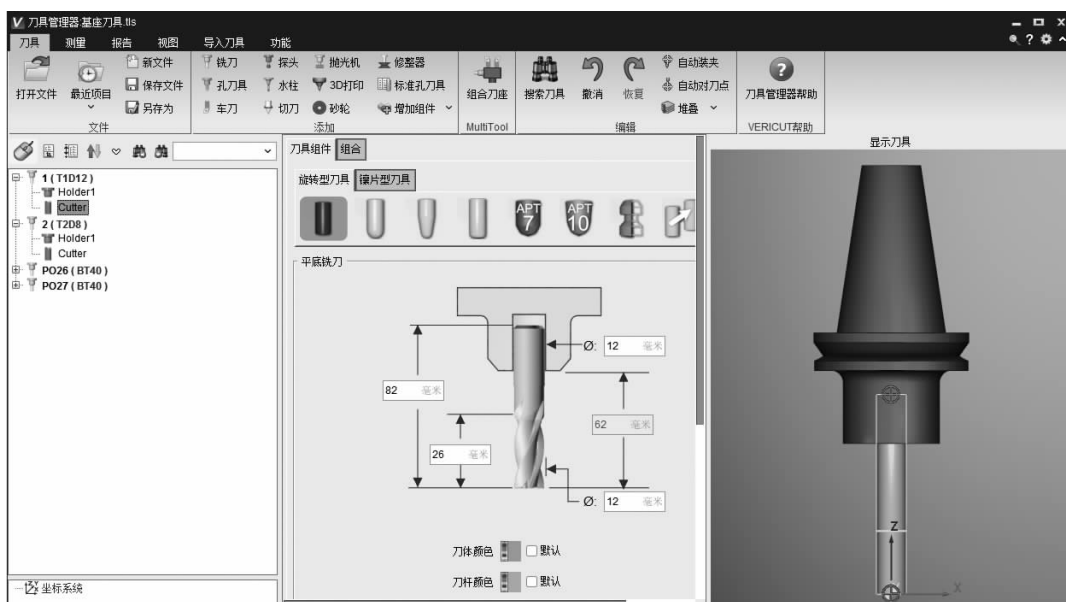 刀具管理器:基座刀具.tls
刀具 测量 报告 视图 导入刀具 功能
打开文件 最近项目 新文件 保存文件 另存为
文件
铣刀 探头 抛光机 修整器
孔刀具 水柱 3D打印 标准孔刀具
车刀 切刀 砂轮 增加组件
添加
组合刀座
MultiTool
搜索刀具 撤消 恢复 自动装夹 自动对刀点 堆叠
编辑
刀具管理器帮助
VERICUT帮助
1 ( T1D12 )
Holder1
Cutter
2 ( T2D8 )
Holder1
Cutter
PO26 ( BT40 )
PO27 ( BT40 )
坐标系统
刀具组件 组合
旋转型刀具 镶片型刀具
APT 7 APT 10
平底铣刀
Ø: 12 毫米
82 毫米
62 毫米
26 毫米
Ø: 12 毫米
刀体颜色 默认
刀杆颜色 默认
显示刀具
Z
X